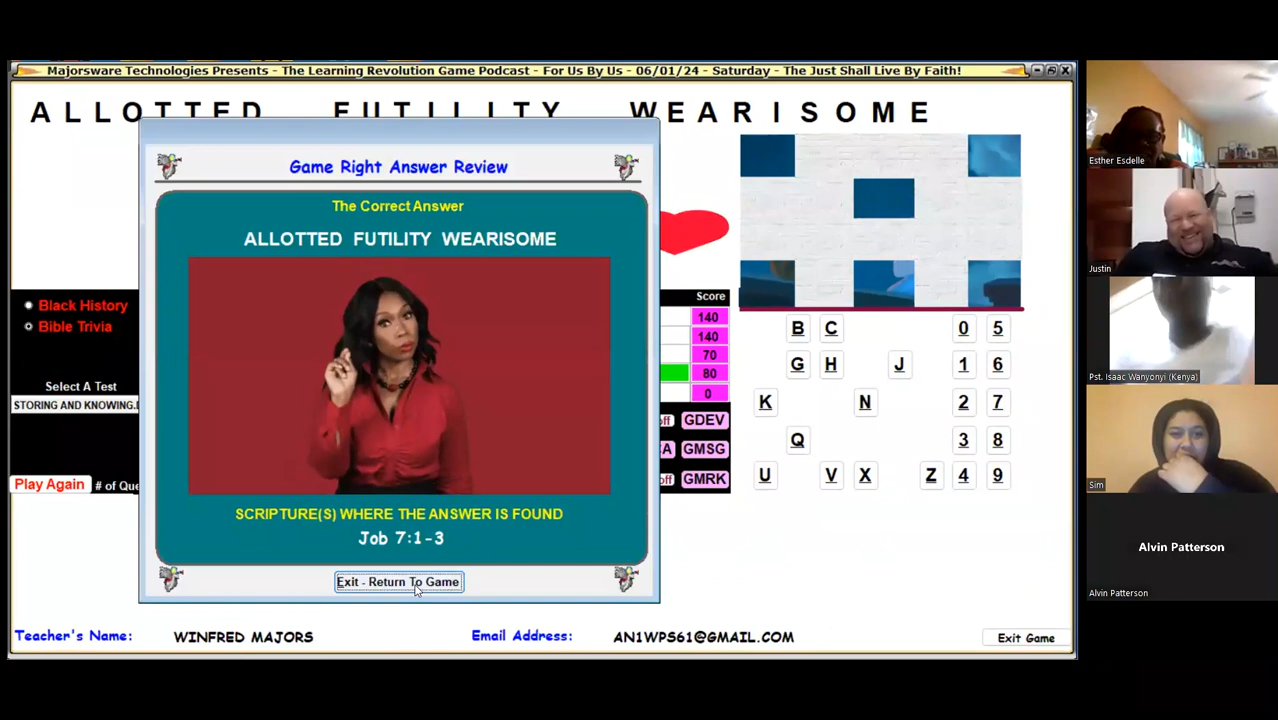 Majorsware Technologies Presents - The Learning Revolution Game Podcast - For Us By Us - 06/01/24 - Saturday - The Just Shall Live By Faith!
ALLOTTED FUTILITY WEARISOME
Game Right Answer Review
The Correct Answer
ALLOTTED FUTILITY WEARISOME
SCRIPTURE(S) WHERE THE ANSWER IS FOUND
Job 7:1-3
Exit - Return To Game
Black History
Bible Trivia
Select A Test
STORING AND KNOWING.
Play Again # of Que
Score
140
140
70
80
0
off GDEV
A GMSG
off GMRK
B C 0 5
G H J 1 6
K N 2 7
Q 3 8
U V X Z 4 9
Teacher's Name: WINFRED MAJORS Email Address: AN1WPS61@GMAIL.COM Exit Game
Esther Esdelle
Justin
Pst. Isaac Wanyonyi (Kenya)
Sim
Alvin Patterson
Alvin Patterson